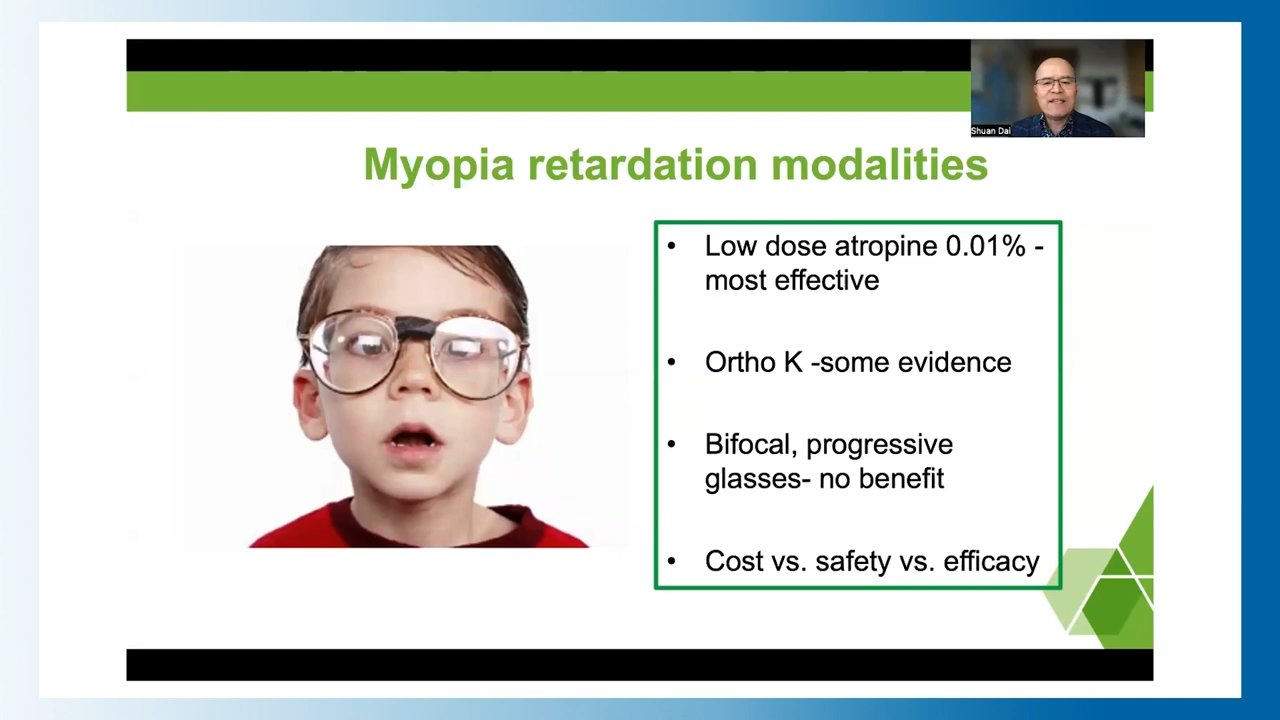 Shuan Dai
Myopia retardation modalities
• Low dose atropine 0.01% -
most effective
• Ortho K -some evidence
• Bifocal, progressive
glasses- no benefit
• Cost vs. safety vs. efficacy